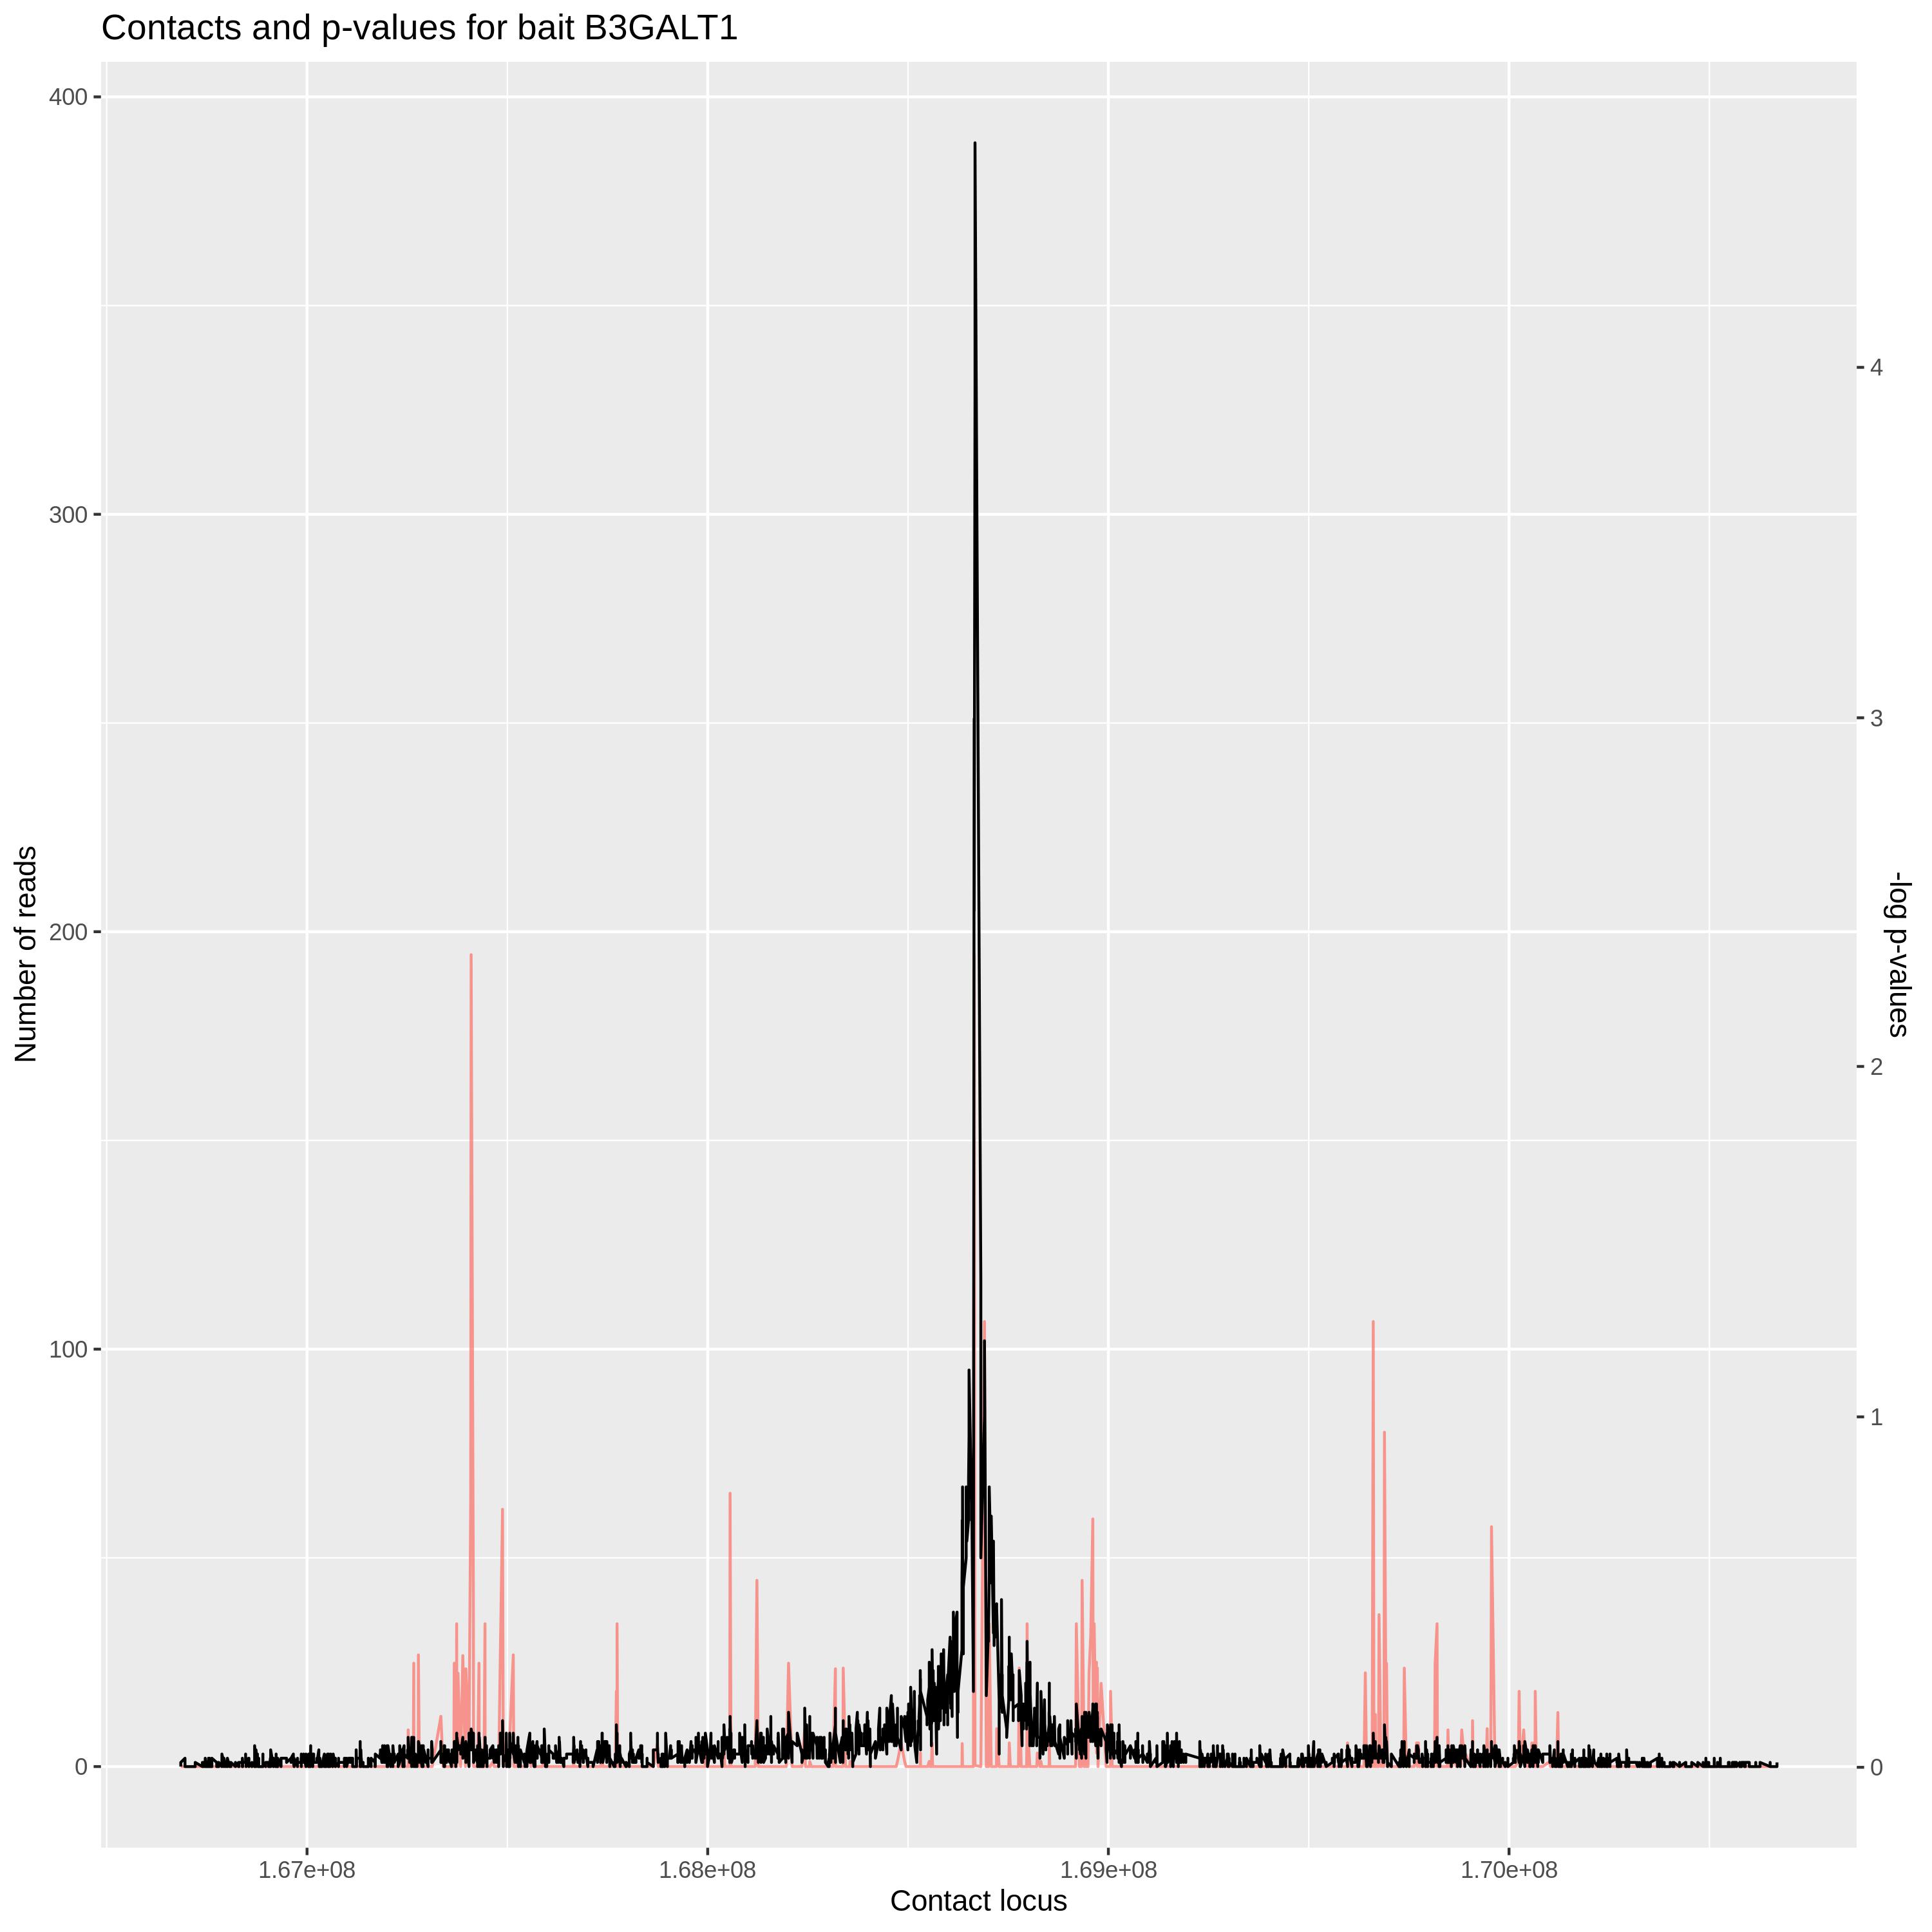 Contacts and p-values for bait B3GALT1
400
300
200
100
0
Number of reads
4
3
2
1
0
-log p-values
1.67e+08
1.68e+08
1.69e+08
1.70e+08
Contact locus